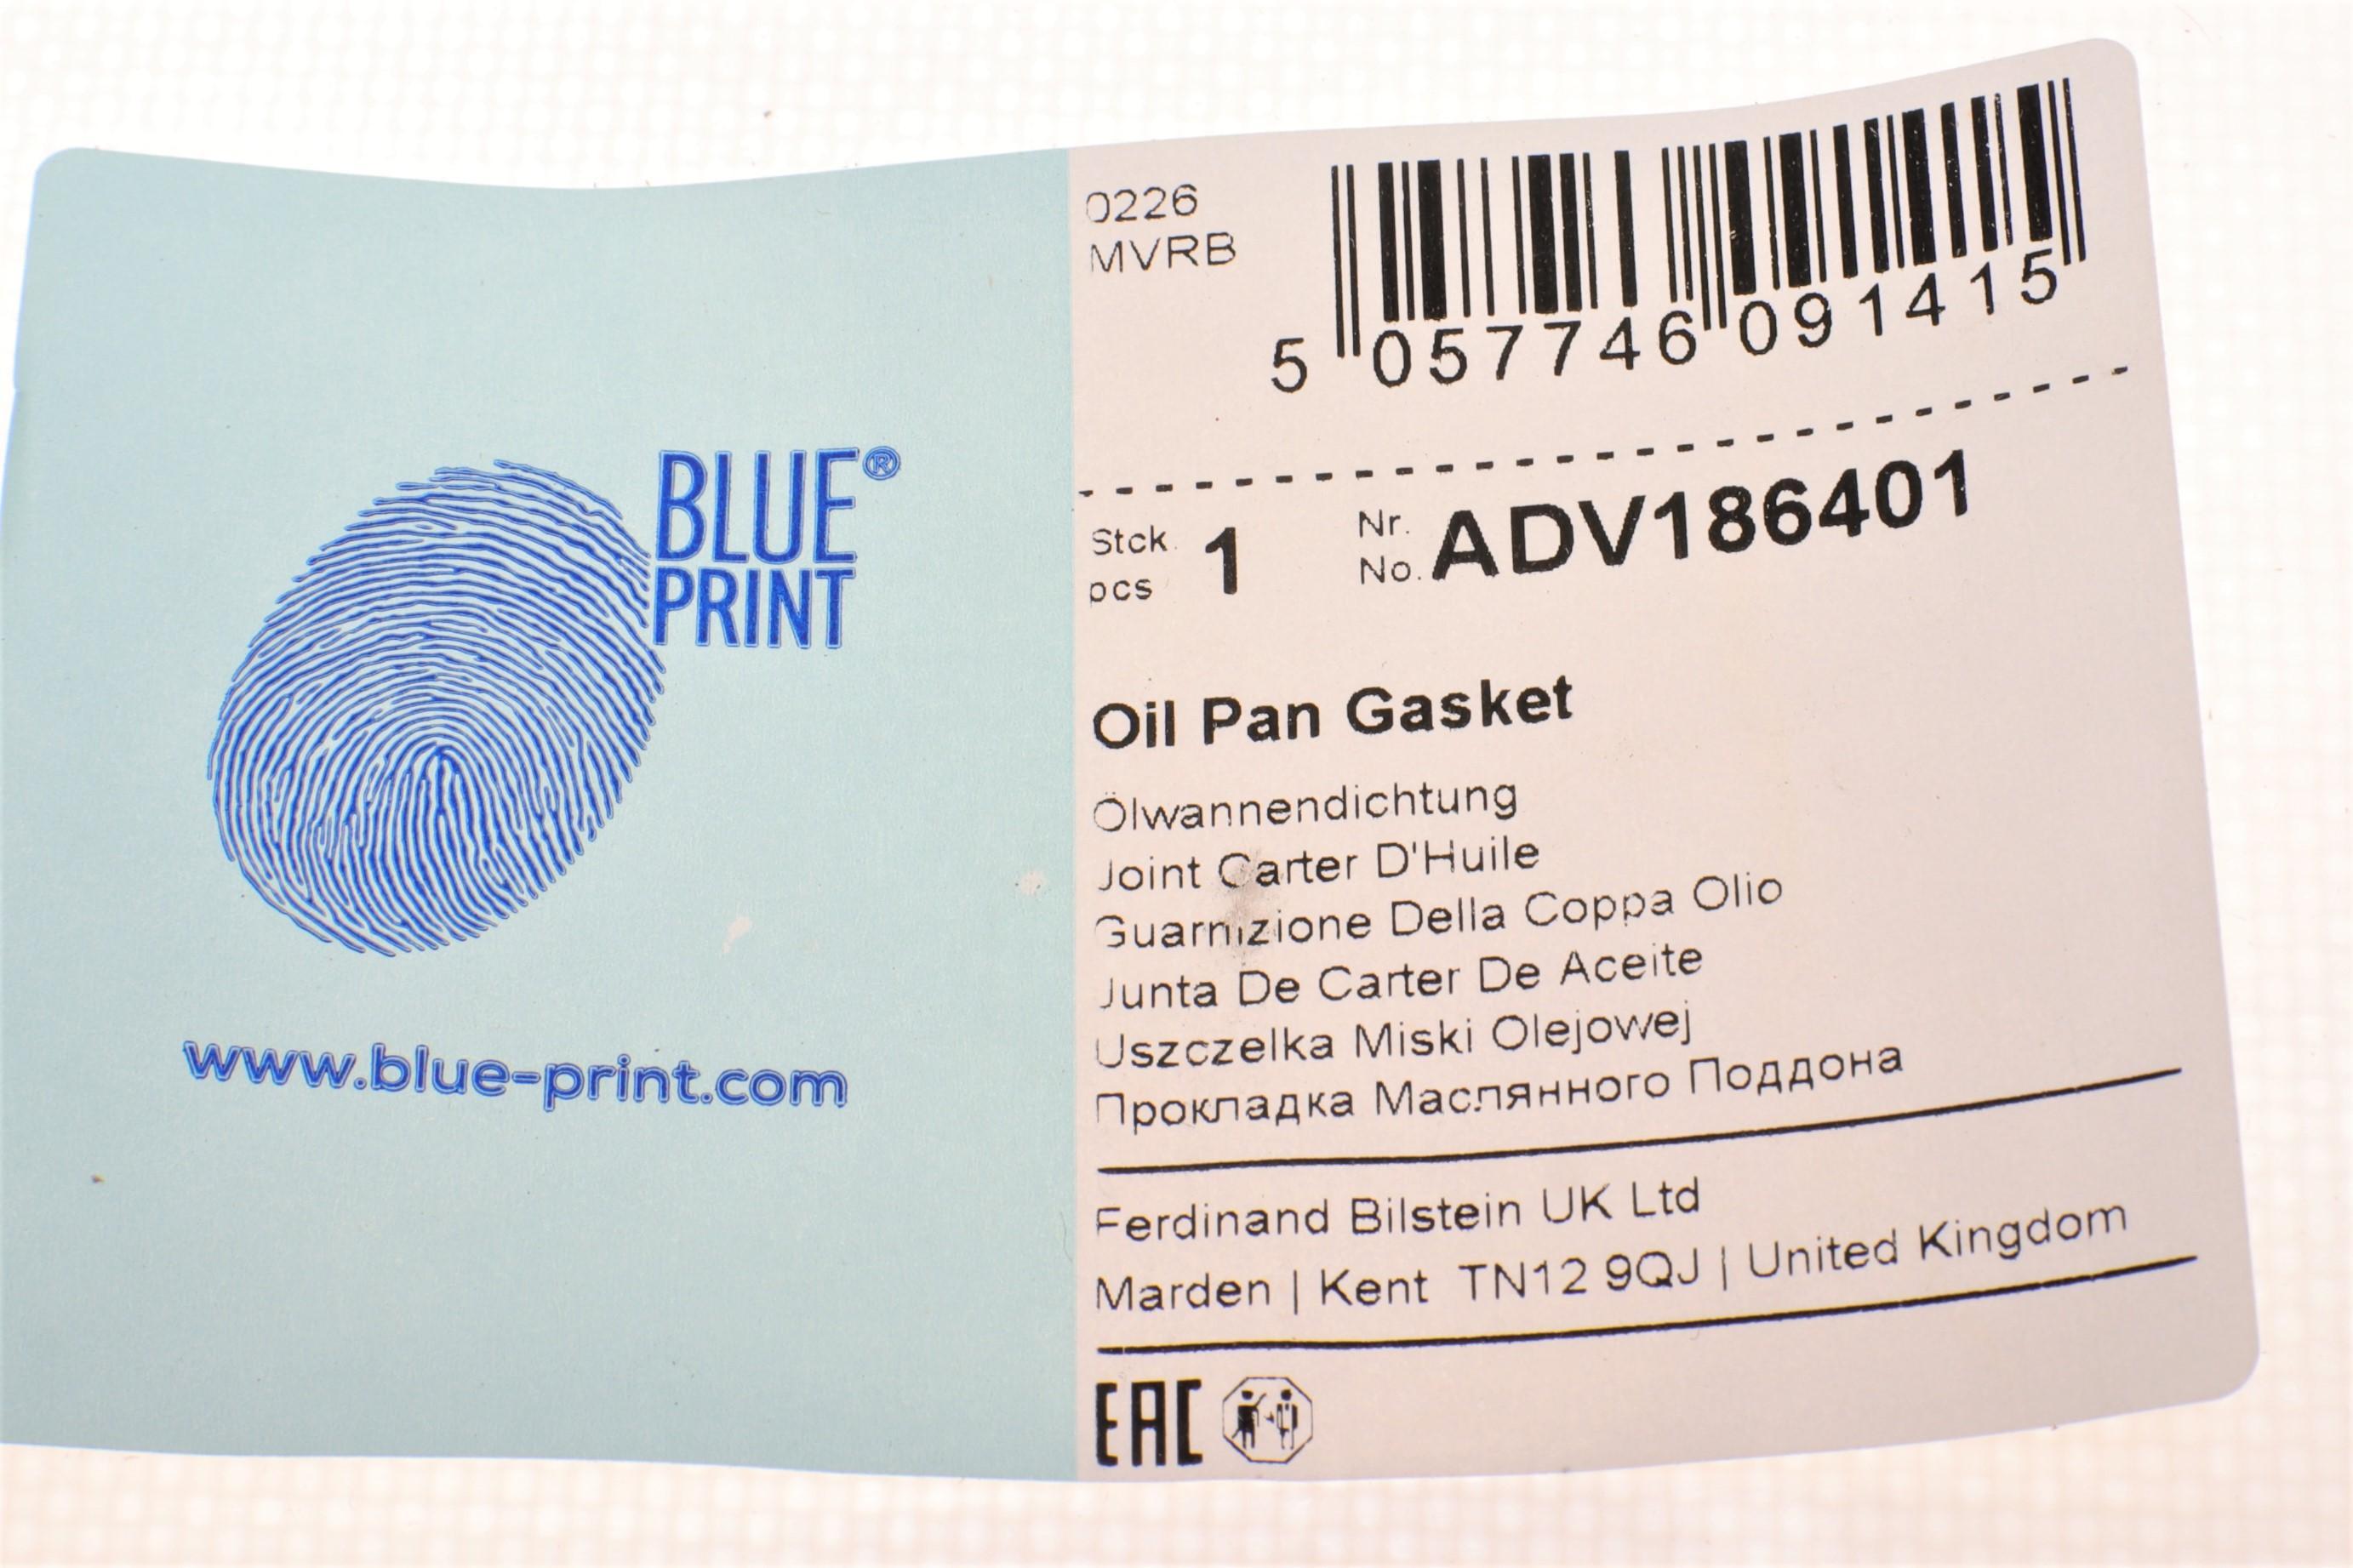 BLUE®
PRINT
www.blue-print.com
0226
MVRB
5 057746 091415
Stck. 1 Nr. ADV186401
pcs No.
Oil Pan Gasket
Ölwannendichtung
Joint Carter D'Huile
Guarnizione Della Coppa Olio
Junta De Carter De Aceite
Uszczelka Miski Olejowej
Прокладка Маслянного Поддона
Ferdinand Bilstein UK Ltd
Marden | Kent TN12 9QJ | United Kingdom
EAC